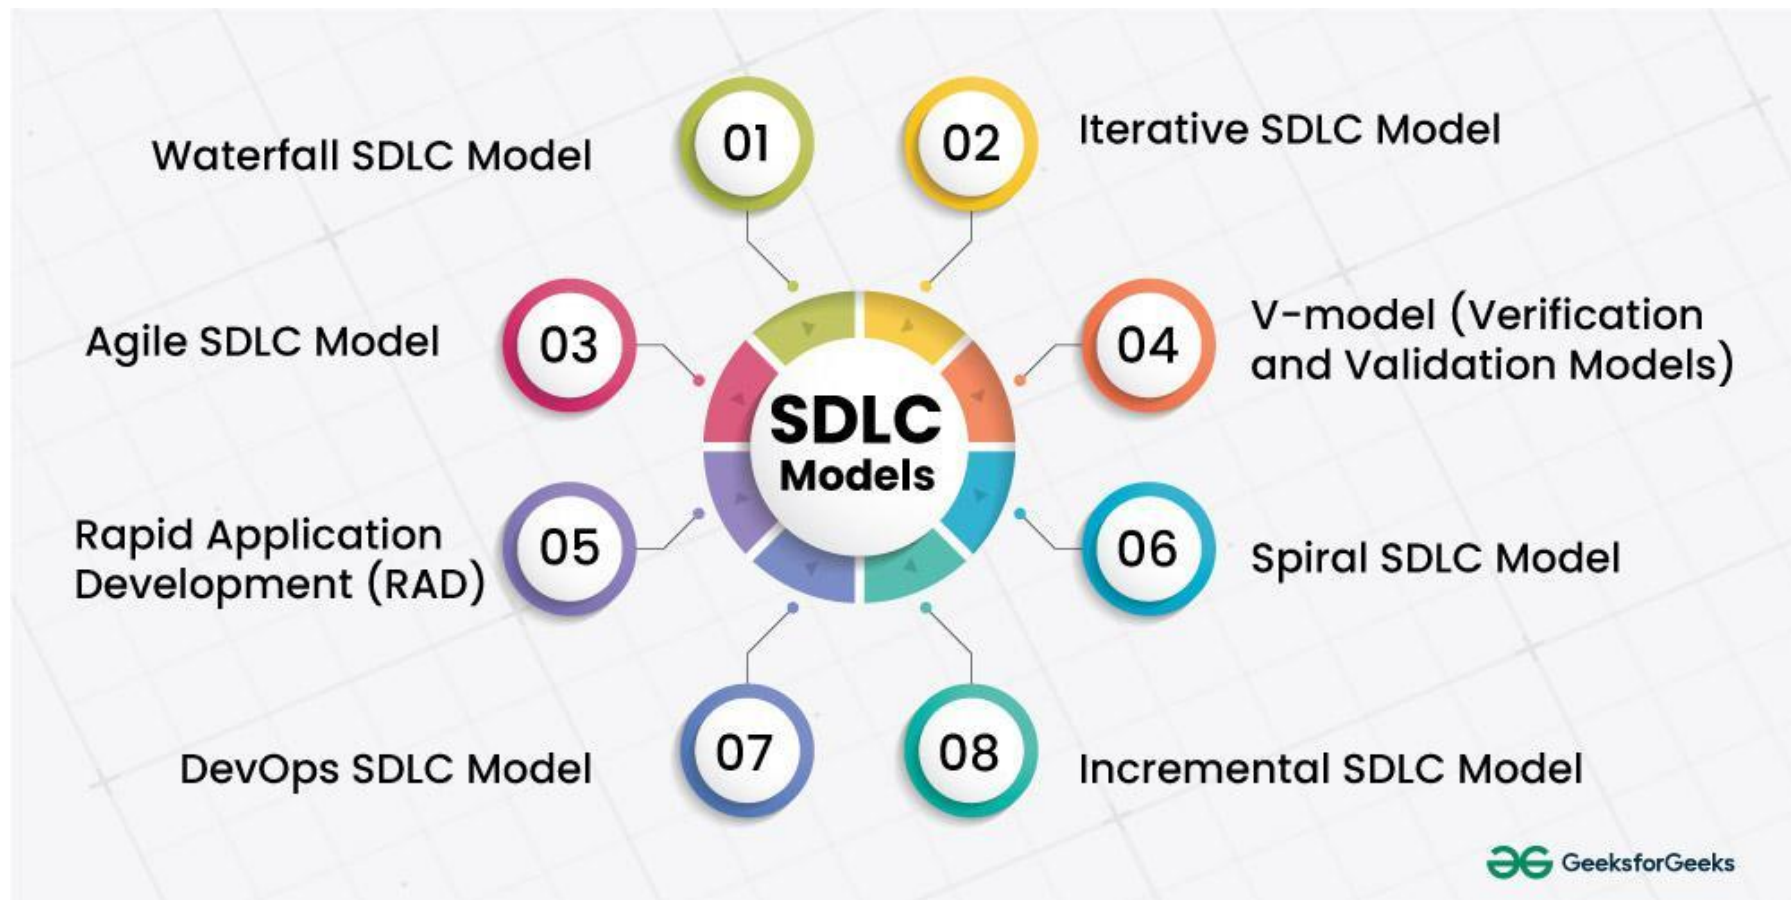 01
Waterfall SDLC Model
02
Iterative SDLC Model
03
Agile SDLC Model
04
V-model (Verification
and Validation Models)
SDLC
Models
05
Rapid Application
Development (RAD)
06
Spiral SDLC Model
07
DevOps SDLC Model
08
Incremental SDLC Model
GeeksforGeeks